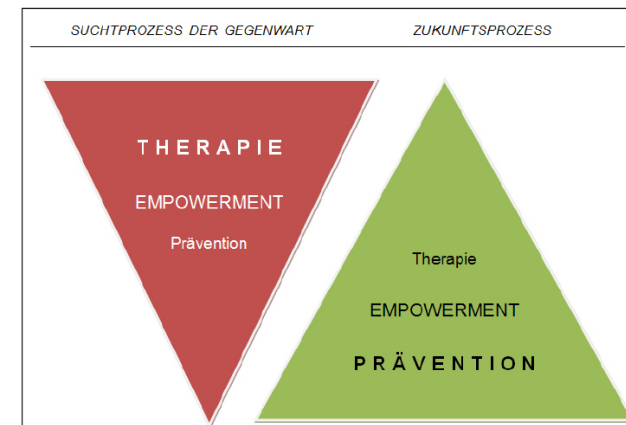 SUCHTPROZESS DER GEGENWART
ZUKUNFTSPROZESS
THERAPIE
EMPOWERMENT
Prävention
Therapie
EMPOWERMENT
PRÄVENTION